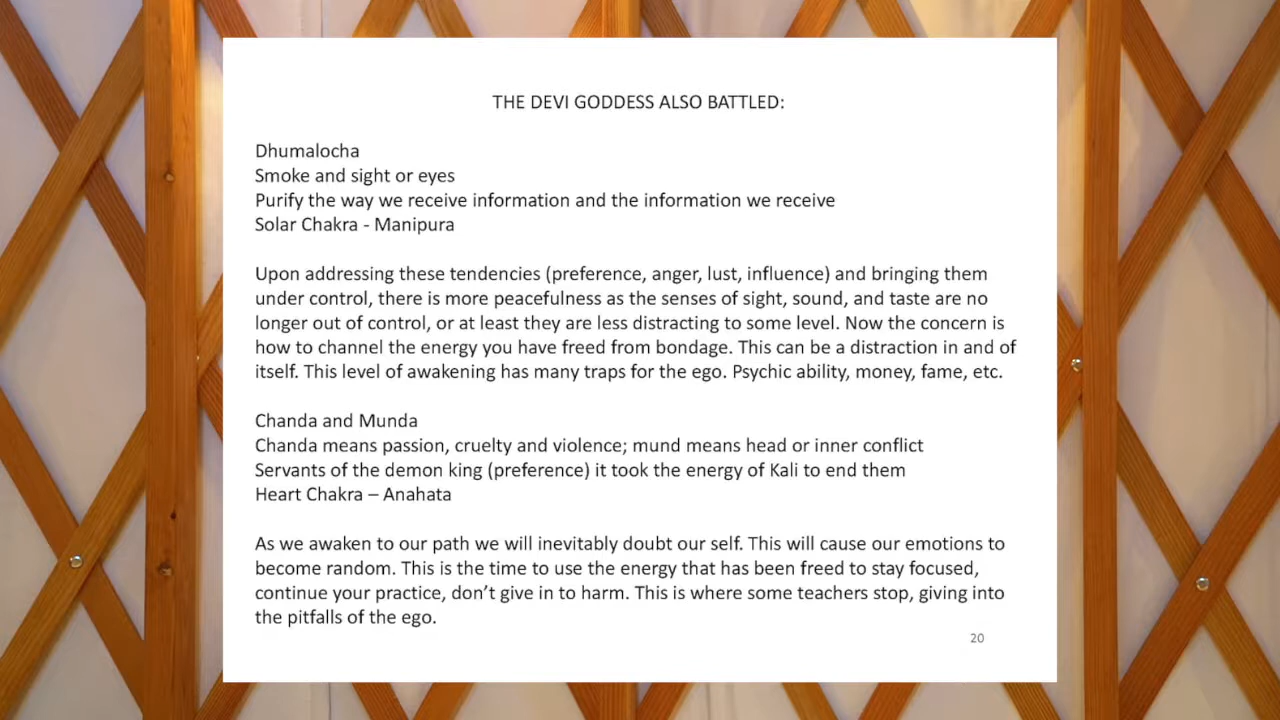 THE DEVI GODDESS ALSO BATTLED:
Dhumalocha
Smoke and sight or eyes
Purify the way we receive information and the information we receive
Solar Chakra - Manipura
Upon addressing these tendencies (preference, anger, lust, influence) and bringing them
under control, there is more peacefulness as the senses of sight, sound, and taste are no
longer out of control, or at least they are less distracting to some level. Now the concern is
how to channel the energy you have freed from bondage. This can be a distraction in and of
itself. This level of awakening has many traps for the ego. Psychic ability, money, fame, etc.
Chanda and Munda
Chanda means passion, cruelty and violence; mund means head or inner conflict
Servants of the demon king (preference) it took the energy of Kali to end them
Heart Chakra – Anahata
As we awaken to our path we will inevitably doubt our self. This will cause our emotions to
become random. This is the time to use the energy that has been freed to stay focused,
continue your practice, don’t give in to harm. This is where some teachers stop, giving into
the pitfalls of the ego.
20